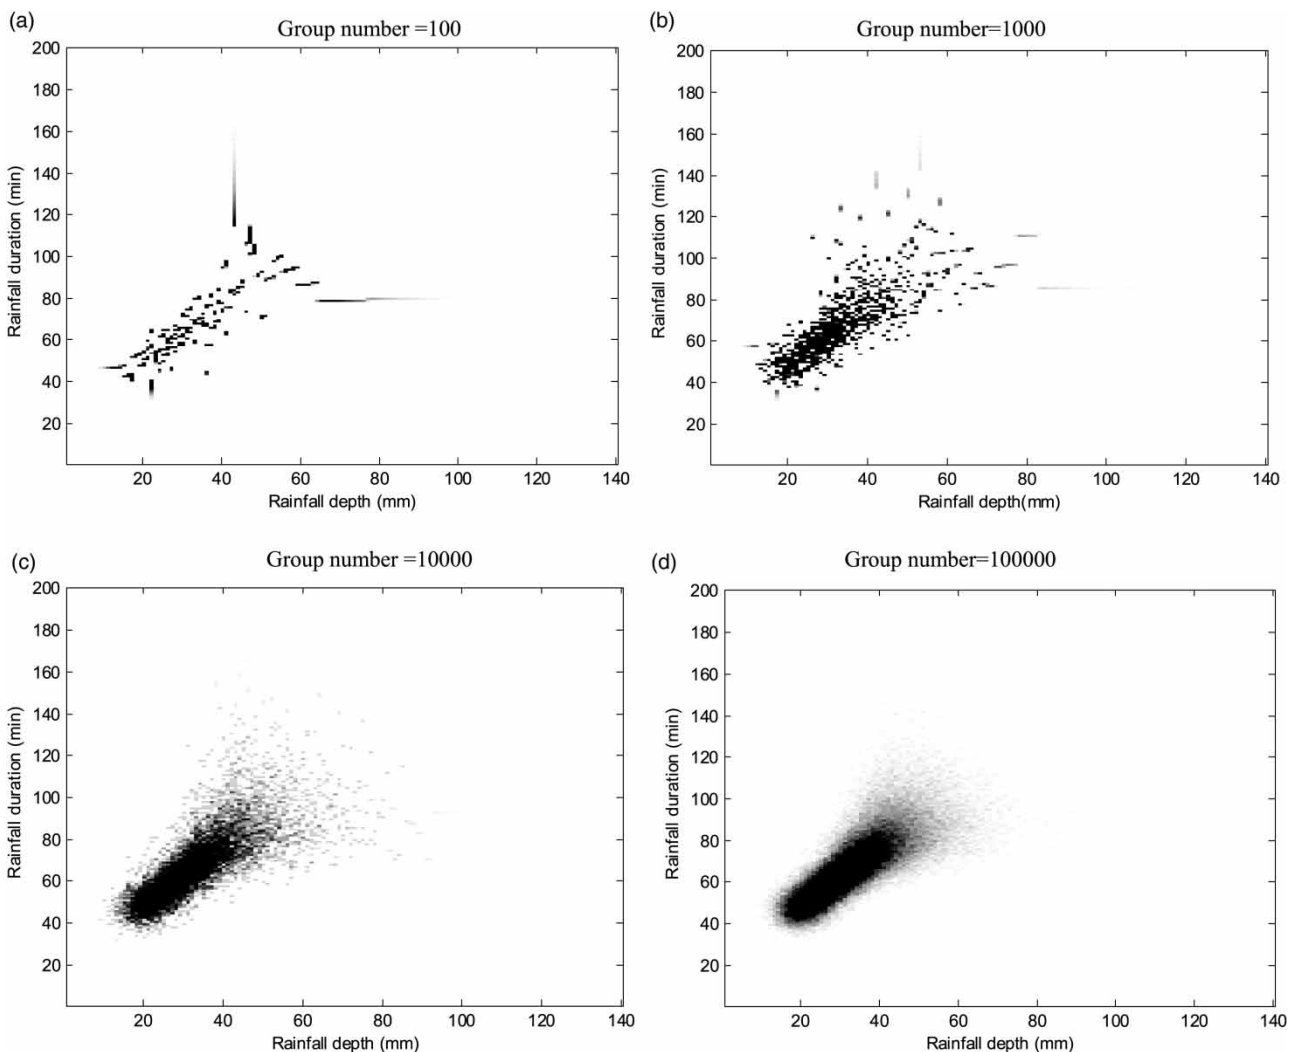 (a)
Group number =100
200
180
160
140
120
100
80
60
40
20
Rainfall duration (min)
20 40 60 80 100 120 140
Rainfall depth (mm)
(b)
Group number=1000
200
180
160
140
120
100
80
60
40
20
Rainfall duration (min)
20 40 60 80 100 120 140
Rainfall depth(mm)
(c)
Group number =10000
200
180
160
140
120
100
80
60
40
20
Rainfall duration (min)
20 40 60 80 100 120 140
Rainfall depth (mm)
(d)
Group number=100000
200
180
160
140
120
100
80
60
40
20
Rainfall duration (min)
20 40 60 80 100 120 140
Rainfall depth (mm)